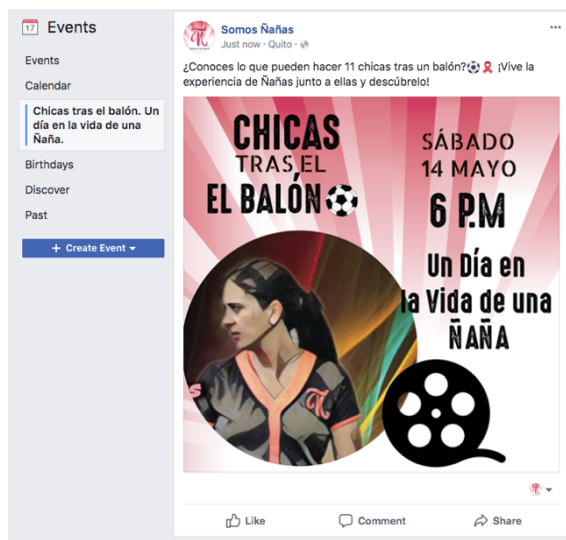 17 Events
Events
Calendar
Chicas tras el balón. Un
día en la vida de una
Ñaña.
Birthdays
Discover
Past
+ Create Event
Somos Ñañas
Just now · Quito ·
¿Conoces lo que pueden hacer 11 chicas tras un balón? ¡Vive la
experiencia de Ñañas junto a ellas y descúbrelo!
CHICAS
TRAS EL
EL BALÓN
SÁBADO
14 MAYO
6 P.M
Un Día en
la Vida de una
ÑAÑA
Like
Comment
Share